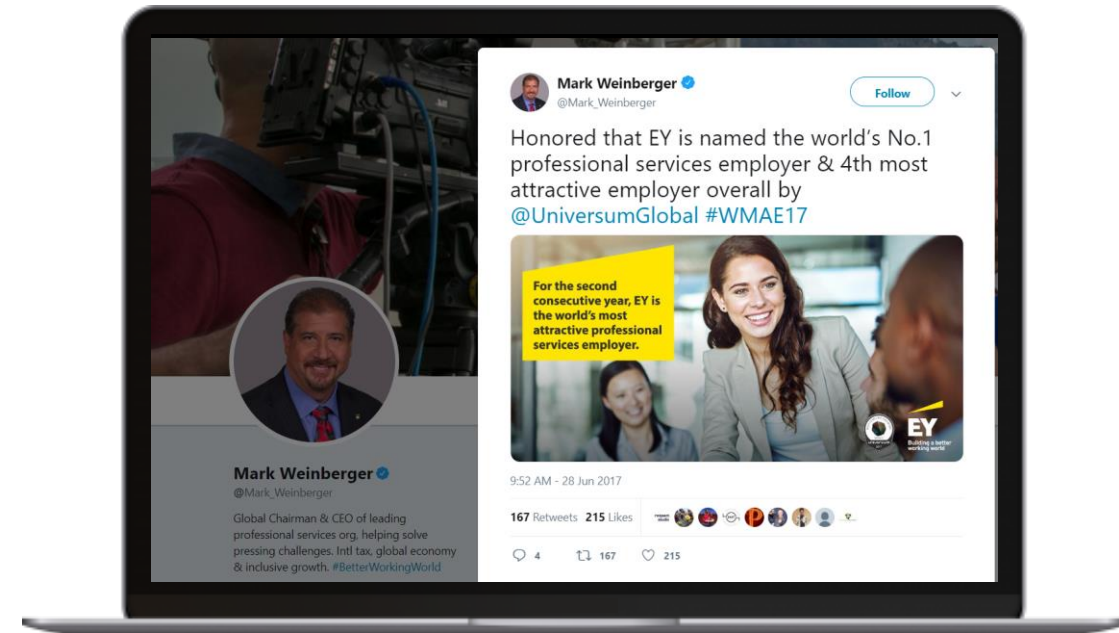 Mark Weinberger
@Mark_Weinberger
Follow
Honored that EY is named the world's No.1
professional services employer & 4th most
attractive employer overall by
@UniversumGlobal #WMAE17
For the second
consecutive year, EY is
the world's most
attractive professional
services employer.
EY
Building a better
working world
9:52 AM - 28 Jun 2017
167 Retweets 215 Likes
4 167 215
Mark Weinberger
@Mark_Weinberger
Global Chairman & CEO of leading
professional services org, helping solve
pressing challenges. Intl tax, global economy
& inclusive growth. #BetterWorkingWorld